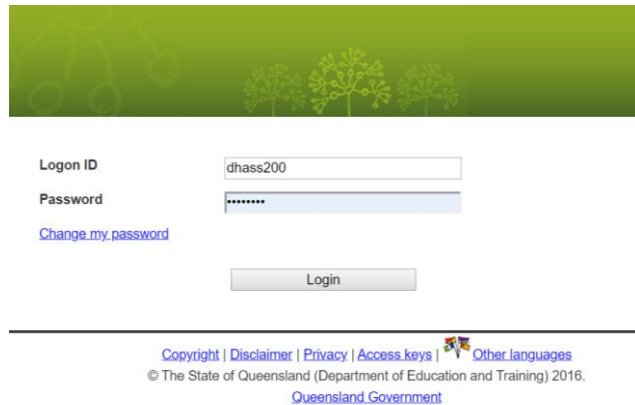 Logon ID dhass200
Password ••••••••
Change my password
Login
Copyright | Disclaimer | Privacy | Access keys | Other languages
© The State of Queensland (Department of Education and Training) 2016.
Queensland Government